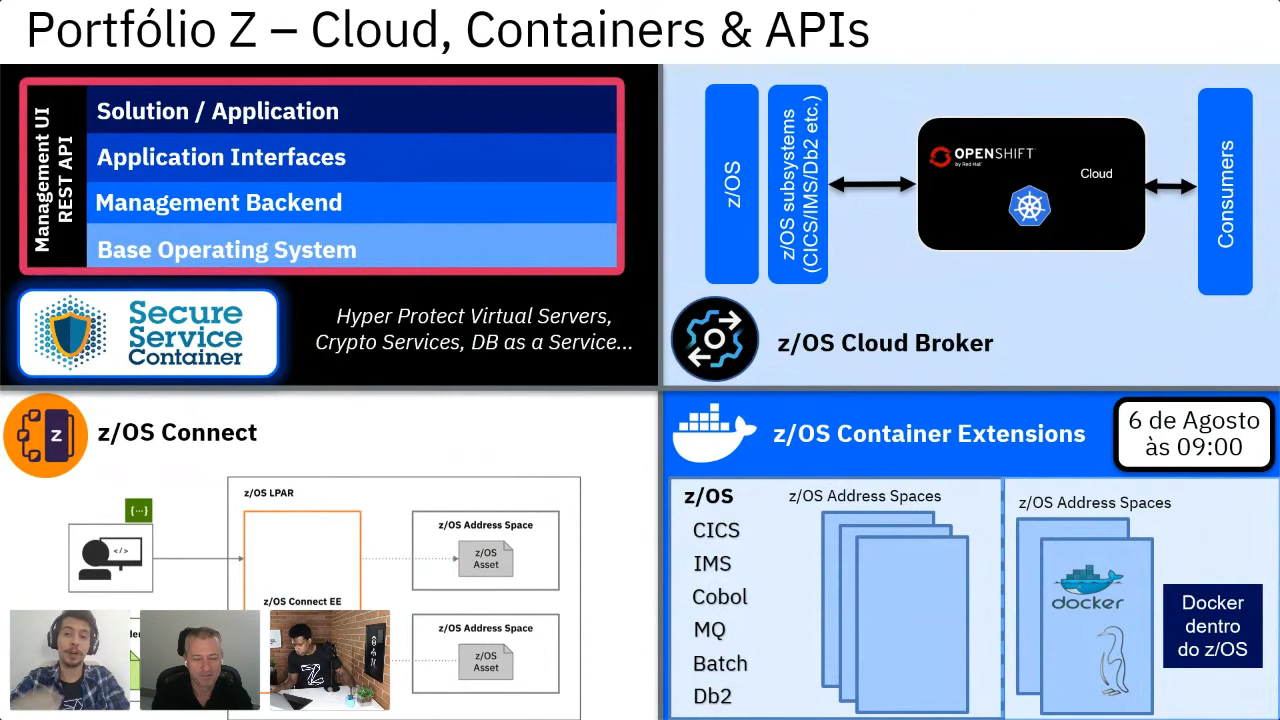 Portfólio Z – Cloud, Containers & APIs
Management UI
REST API
Solution / Application
Application Interfaces
Management Backend
Base Operating System
Secure
Service
Container
Hyper Protect Virtual Servers,
Crypto Services, DB as a Service...
z/OS
z/OS subsystems
(CICS/IMS/Db2 etc.)
OPENSHIFT
by Red Hat
Cloud
Consumers
z/OS Cloud Broker
z
z/OS Connect
z/OS LPAR
{...}
</>
z/OS Connect EE
z/OS Address Space
z/OS
Asset
z/OS Address Space
z/OS
Asset
z/OS Container Extensions
6 de Agosto
às 09:00
z/OS
CICS
IMS
Cobol
MQ
Batch
Db2
z/OS Address Spaces
z/OS Address Spaces
docker
Docker
dentro
do z/OS